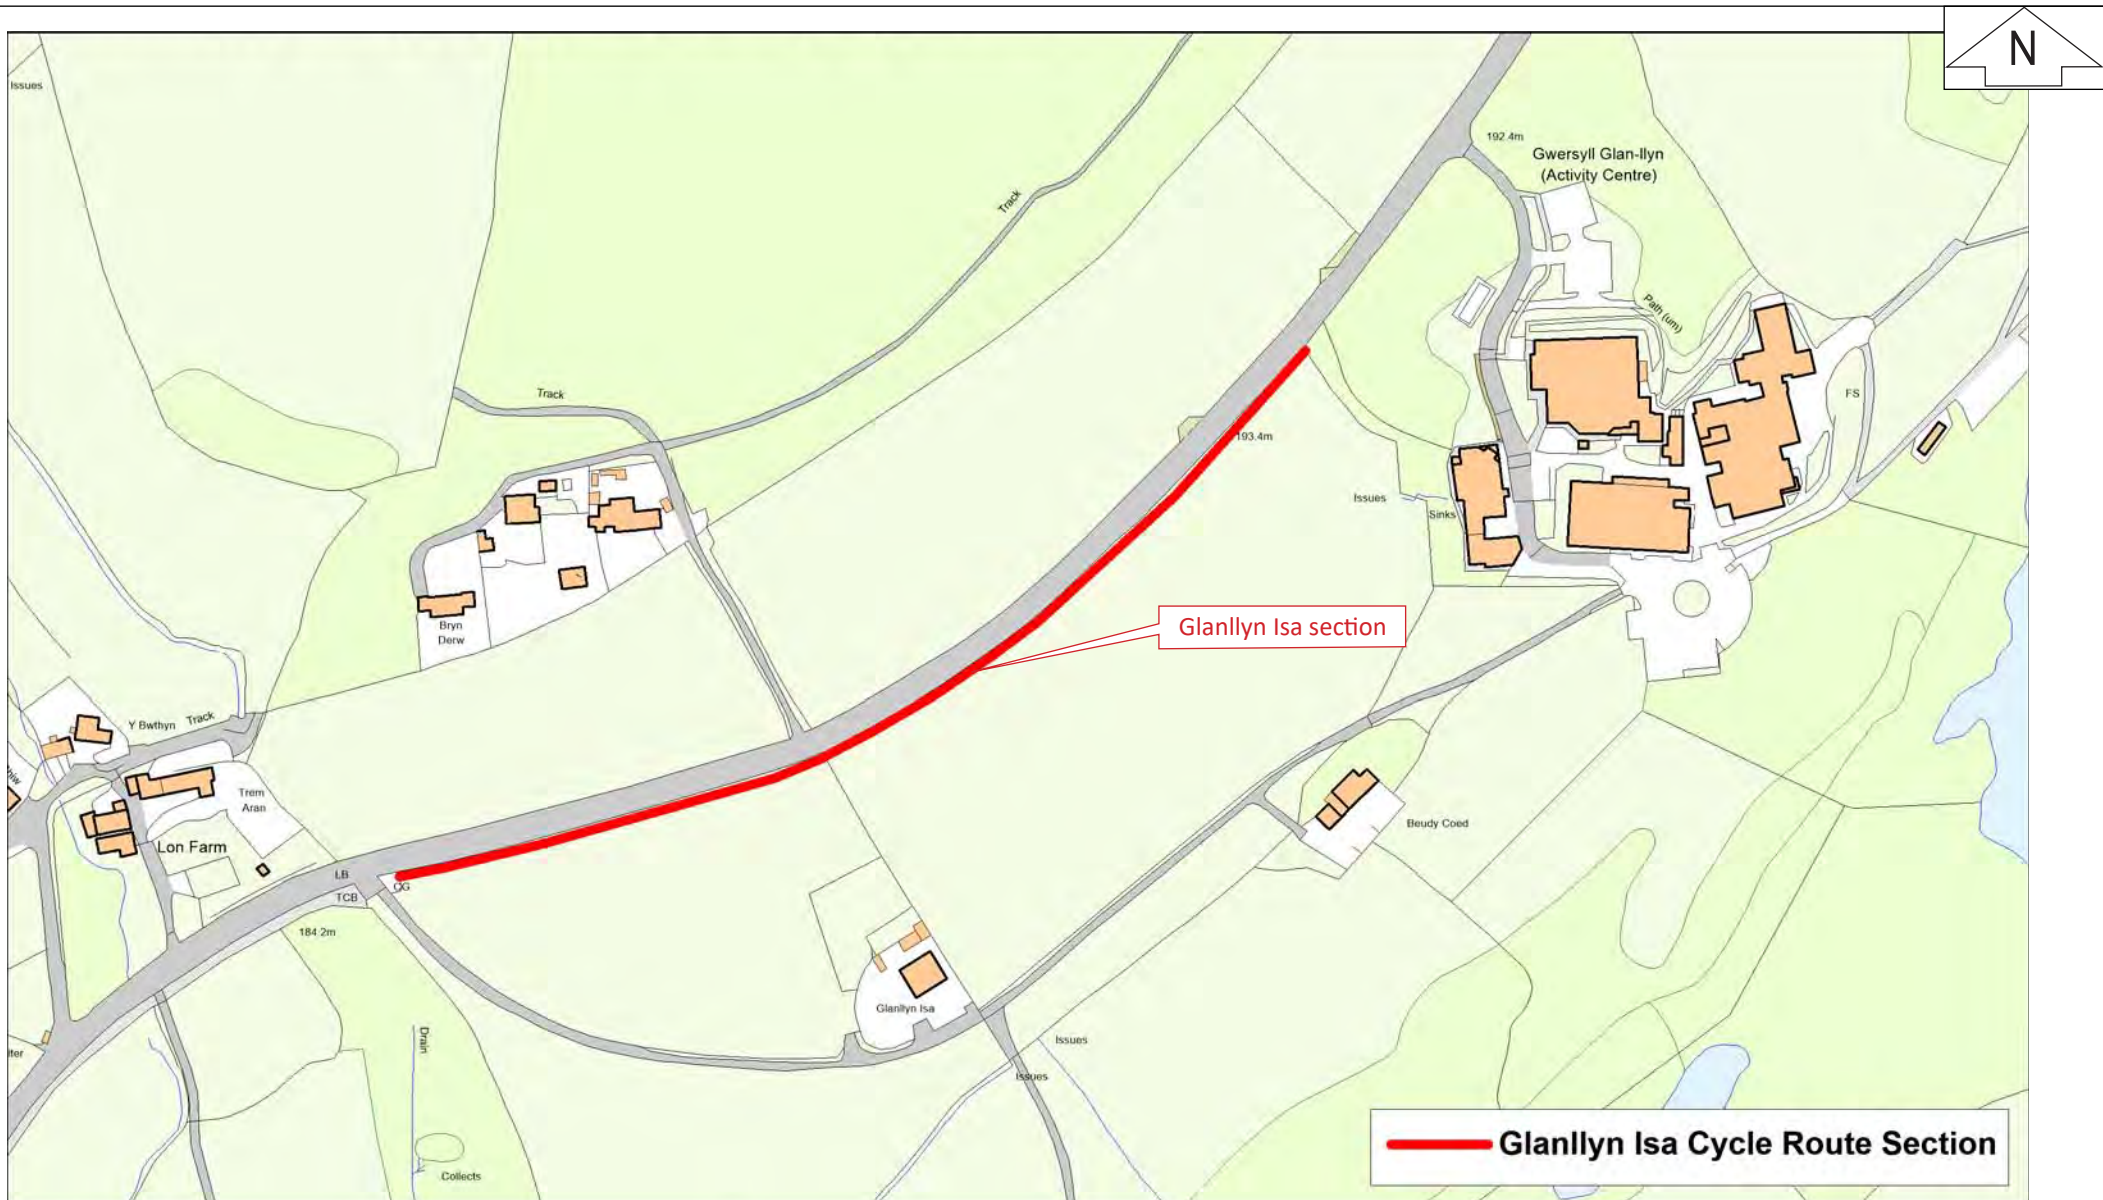 N
Issues
192.4m
Gwersyll Glan-llyn
(Activity Centre)
Track
Path (um)
Track
FS
193.4m
Issues
Sinks
Bryn
Derw
Glanllyn Isa section
Y Bwthyn
Track
Trem
Aran
Lon Farm
Beudy Coed
LB
CG
TCB
184.2m
Glanllyn Isa
Drain
Issues
Issues
Collects
Glanllyn Isa Cycle Route Section